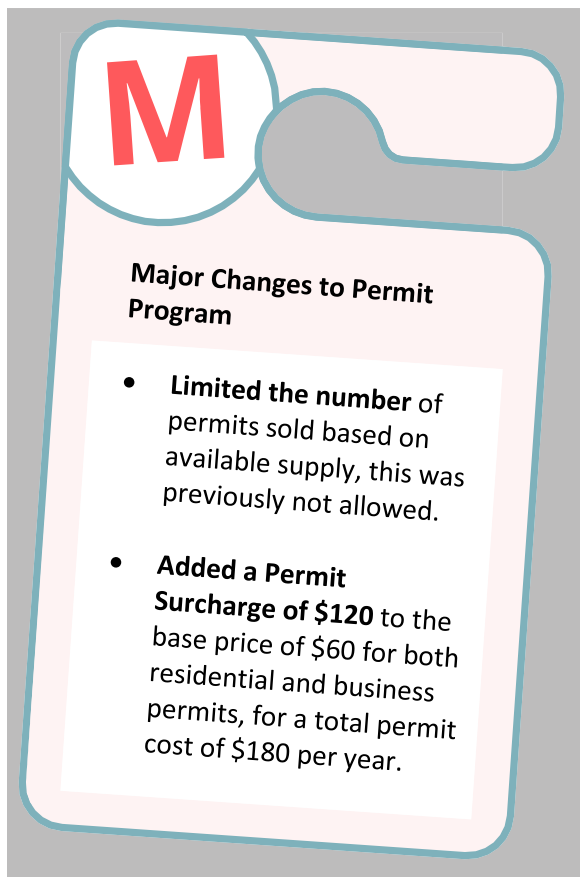 M
Major Changes to Permit
Program
• Limited the number of
permits sold based on
available supply, this was
previously not allowed.
• Added a Permit
Surcharge of $120 to the
base price of $60 for both
residential and business
permits, for a total permit
cost of $180 per year.